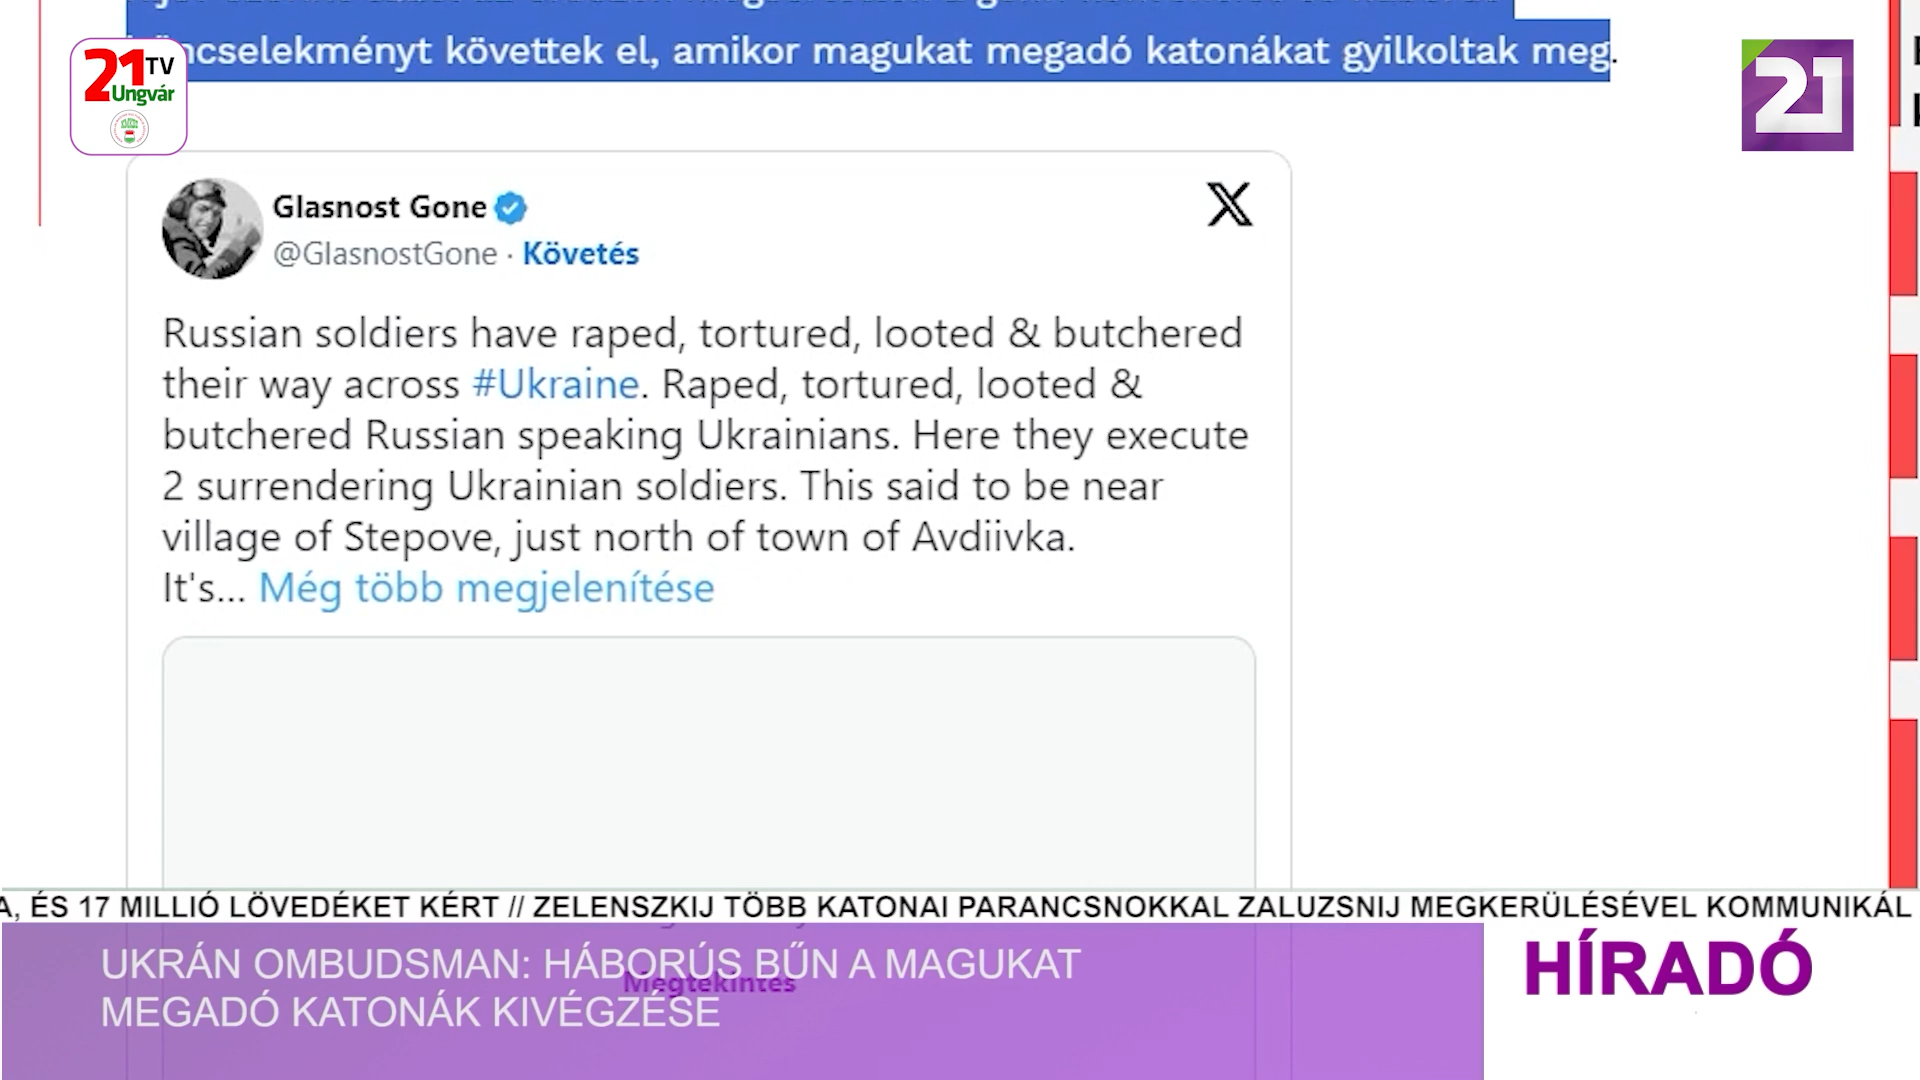 követtek el, amikor magukat megadó katonákat gyilkoltak meg.
21 TV
Ungvár
21
Glasnost Gone
@GlasnostGone · Követés
Russian soldiers have raped, tortured, looted & butchered
their way across #Ukraine. Raped, tortured, looted &
butchered Russian speaking Ukrainians. Here they execute
2 surrendering Ukrainian soldiers. This said to be near
village of Stepove, just north of town of Avdiivka.
It's... Még több megjelenítése
ÉS 17 MILLIÓ LÖVEDÉKET KÉRT // ZELENSZKIJ TÖBB KATONAI PARANCSNOKKAL ZALUZSNIJ MEGKERÜLÉSÉVEL KOMMUNIKÁL
UKRÁN OMBUDSMAN: HÁBORÚS BŰN A MAGUKAT
Megtekintés
MEGADÓ KATONÁK KIVÉGZÉSE
HÍRADÓ